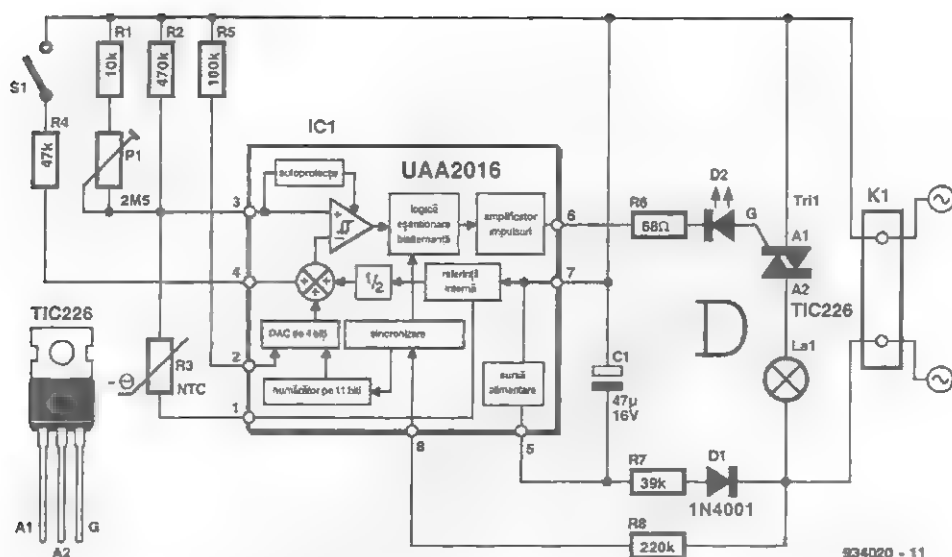 R1
R2
R5
10k
470k
100k
S1
R4
47k
P1
2M5
IC1
UAA2016
autoprotecție
3
+
−
logică
eșantionare
bialternanță
amplificator
impulsuri
6
R6
68Ω
D2
G
Tri1
A1
A2
TIC226
K1
4
+
+
+
1/2
referință
internă
7
TIC226
R3
NTC
-Θ
2
DAC de 4 biți
sincronizare
numărător pe 11 biți
1
sursă
alimentare
C1
47µ
16V
La1
8
5
R7
39k
D1
1N4001
R8
220k
A1
A2
G
934020 - 11